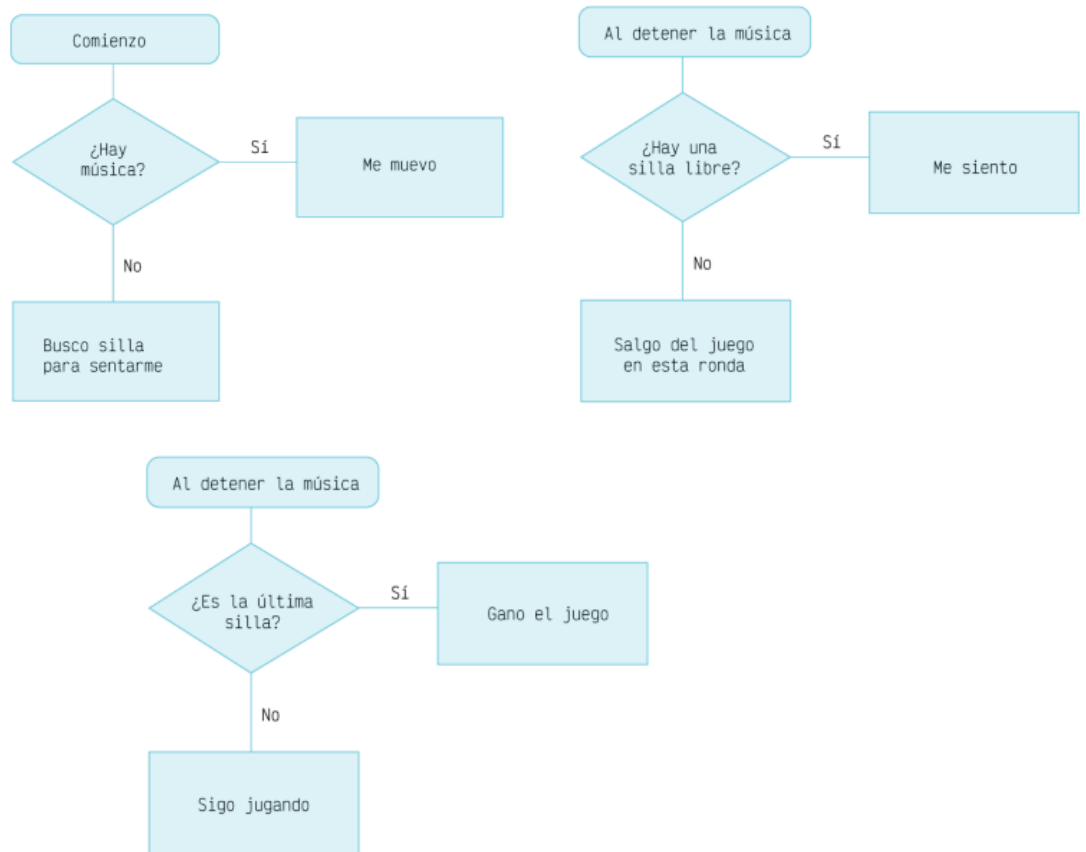 Comienzo
¿Hay
música?
Sí
Me muevo
No
Busco silla
para sentarme
Al detener la música
¿Hay una
silla libre?
Sí
Me siento
No
Salgo del juego
en esta ronda
Al detener la música
¿Es la última
silla?
Sí
Gano el juego
No
Sigo jugando